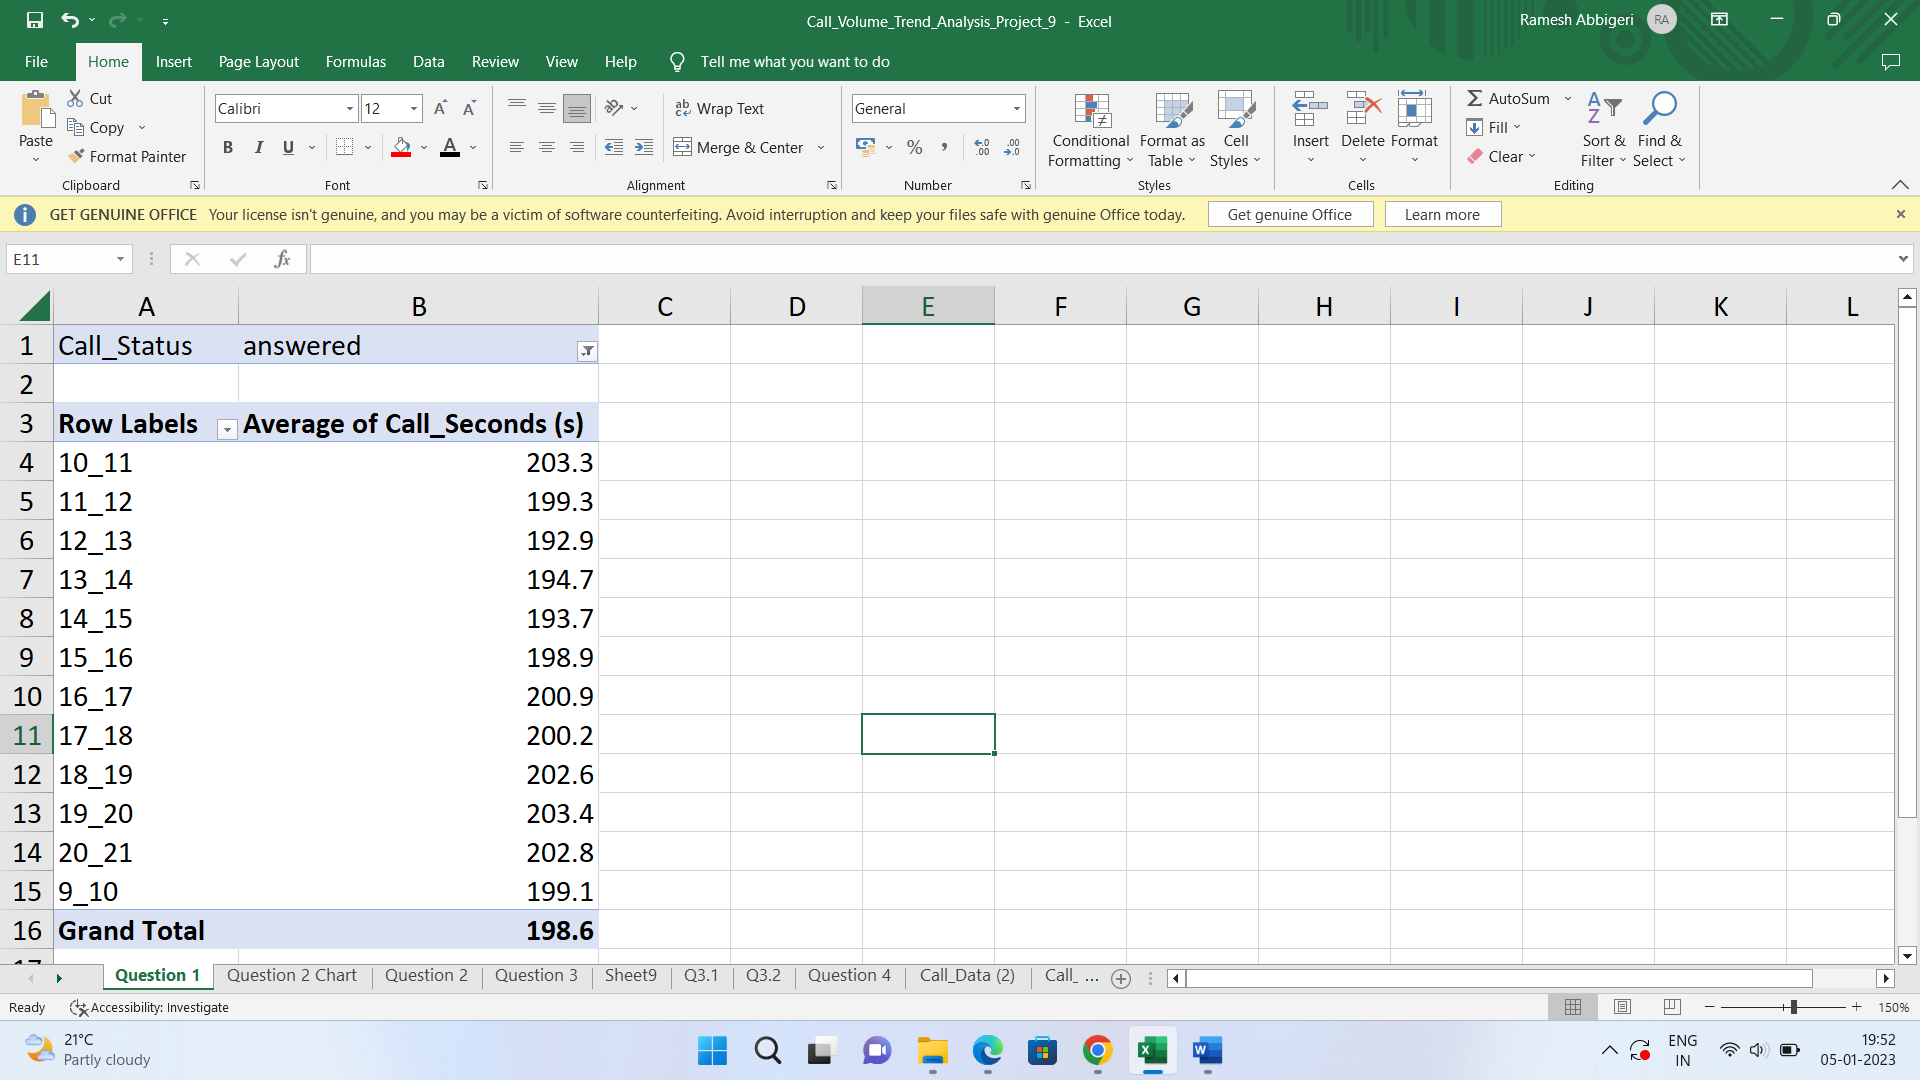 Call_Volume_Trend_Analysis_Project_9 - Excel
Ramesh Abbigeri RA
File Home Insert Page Layout Formulas Data Review View Help Tell me what you want to do
Paste
Cut
Copy
Format Painter
Clipboard
Calibri 12
A A
B I U A
Font
ab Wrap Text
Merge & Center
Alignment
General
% , .00 .00
Number
Conditional Formatting
Format as Table
Cell Styles
Styles
Insert Delete Format
Cells
AutoSum
Fill
Clear
Sort & Filter
Find & Select
Editing
GET GENUINE OFFICE Your license isn't genuine, and you may be a victim of software counterfeiting. Avoid interruption and keep your files safe with genuine Office today. Get genuine Office Learn more
E11 fx
A B C D E F G H I J K L
1 Call_Status answered
2
3 Row Labels Average of Call_Seconds (s)
4 10_11 203.3
5 11_12 199.3
6 12_13 192.9
7 13_14 194.7
8 14_15 193.7
9 15_16 198.9
10 16_17 200.9
11 17_18 200.2
12 18_19 202.6
13 19_20 203.4
14 20_21 202.8
15 9_10 199.1
16 Grand Total 198.6
17
Question 1 Question 2 Chart Question 2 Question 3 Sheet9 Q3.1 Q3.2 Question 4 Call_Data (2) Call_ ...
Ready Accessibility: Investigate 150%
21°C
Partly cloudy
ENG
IN
19:52
05-01-2023